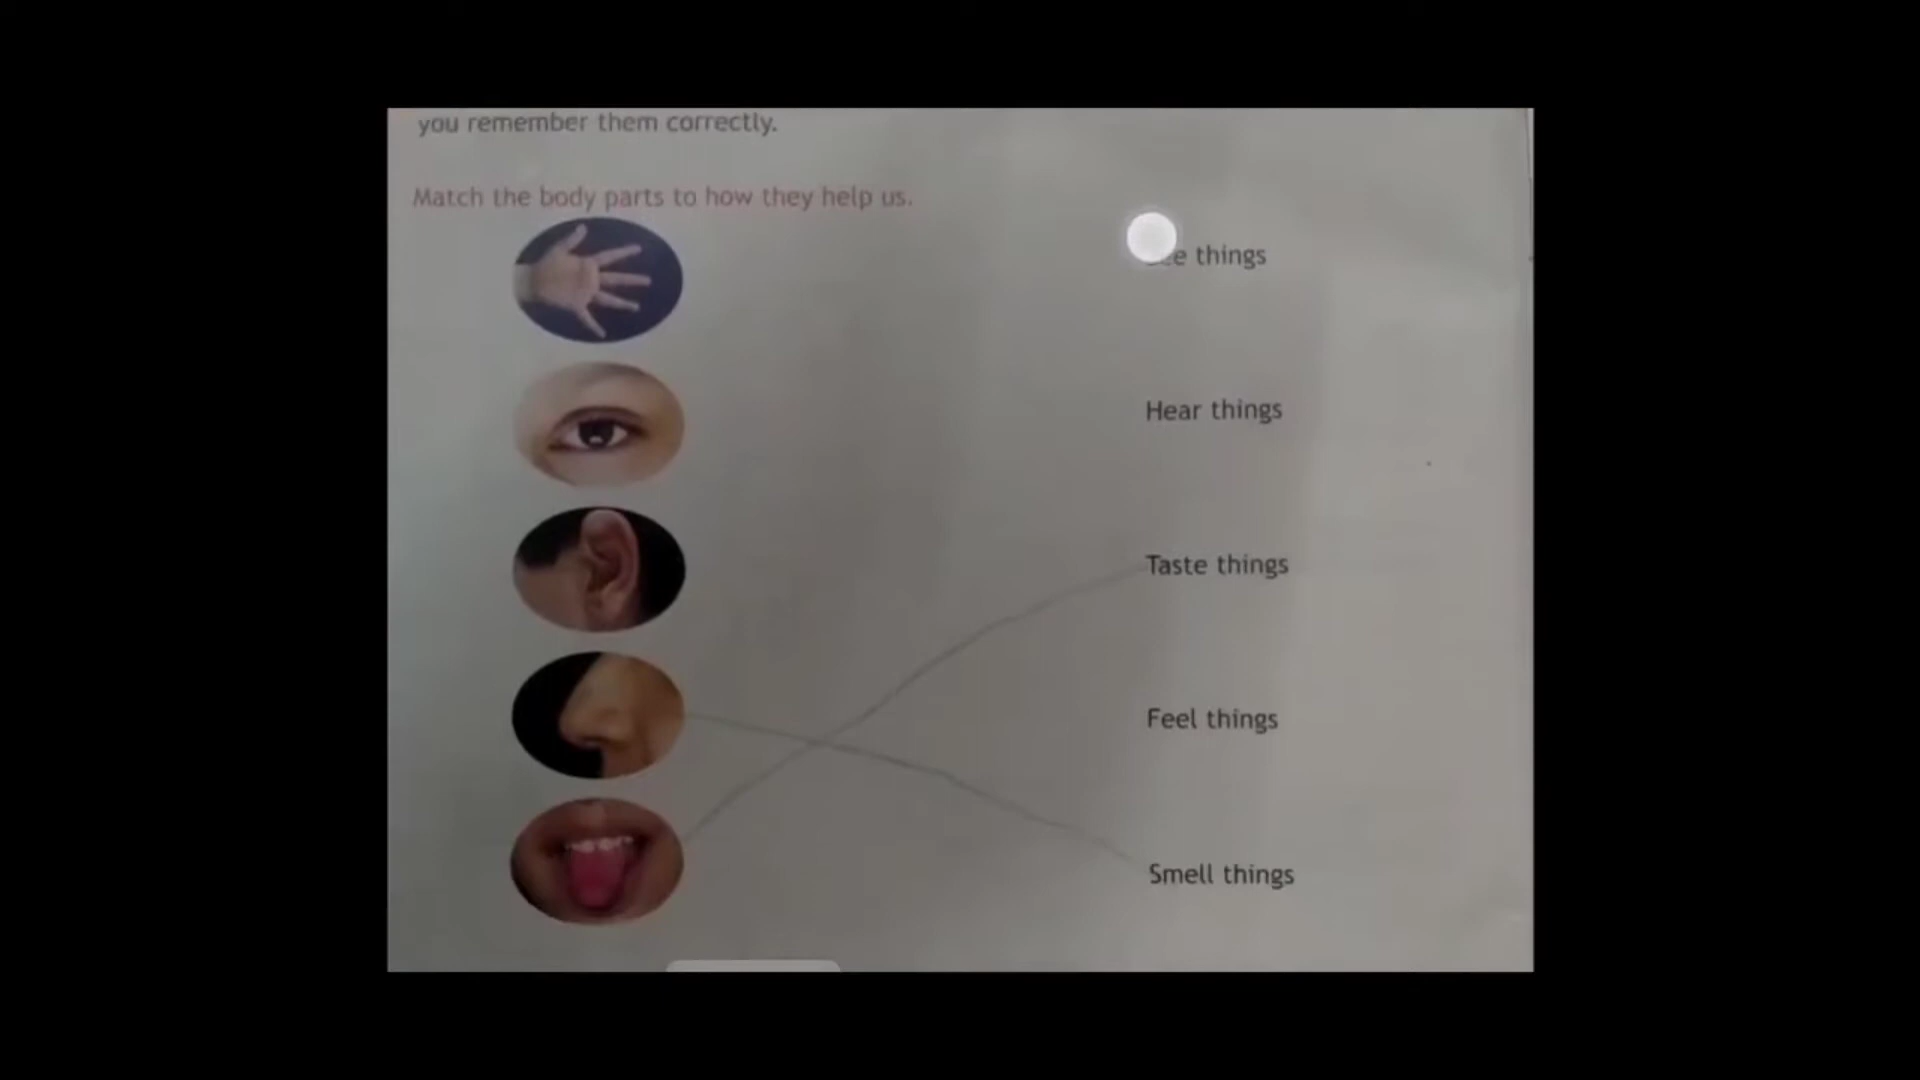 you remember them correctly.
Match the body parts to how they help us.
things
Hear things
Taste things
Feel things
Smell things